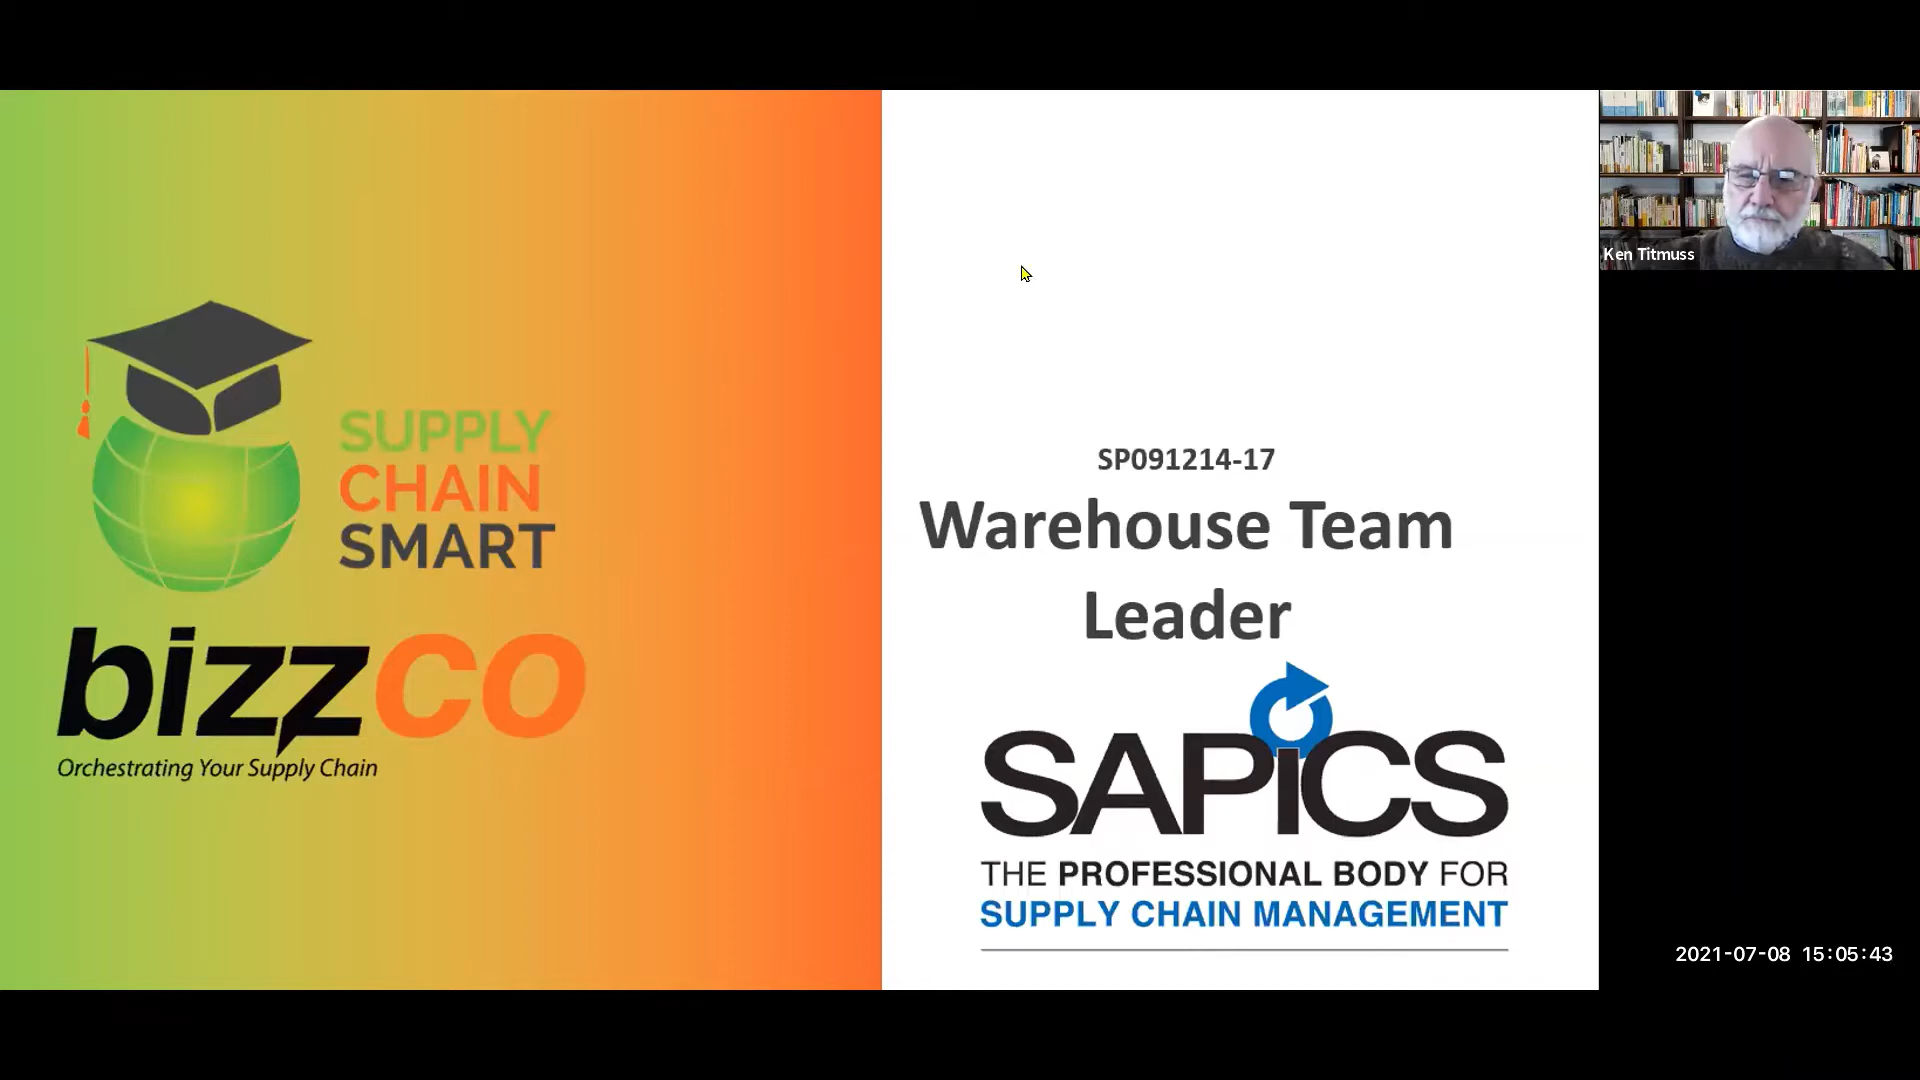 SUPPLY
CHAIN
SMART
bizzco
Orchestrating Your Supply Chain
SP091214-17
Warehouse Team
Leader
SAPiCS
THE PROFESSIONAL BODY FOR
SUPPLY CHAIN MANAGEMENT
Ken Titmuss
2021-07-08 15:05:43